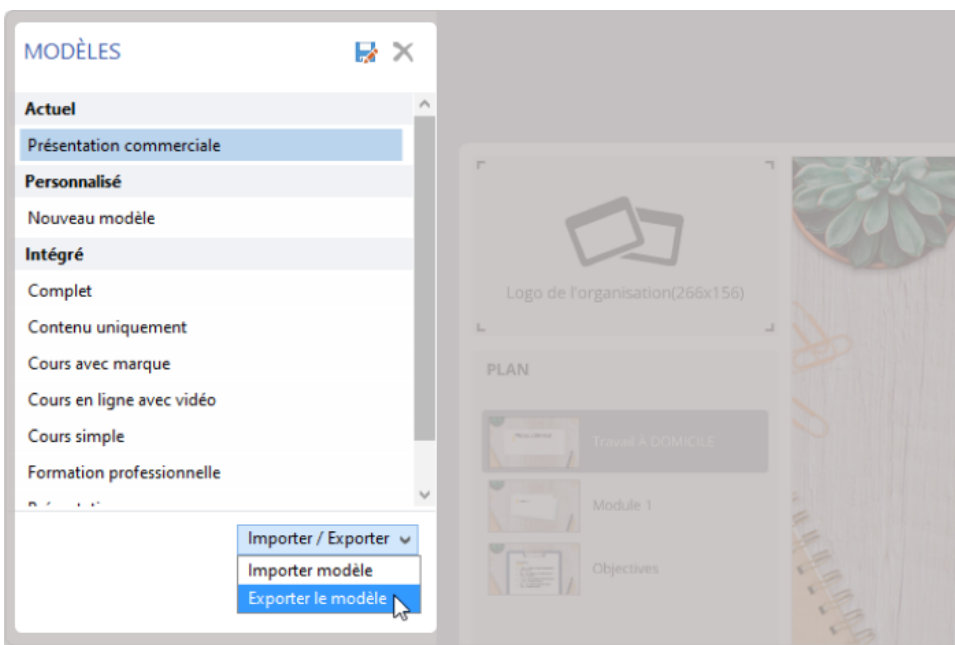 MODÈLES
Actuel
Présentation commerciale
Personnalisé
Nouveau modèle
Intégré
Complet
Contenu uniquement
Cours avec marque
Cours en ligne avec vidéo
Cours simple
Formation professionnelle
Importer / Exporter
Importer modèle
Exporter le modèle
Logo de l'organisation(266x156)
PLAN
Travail À DOMICILE
Module 1
Objectives